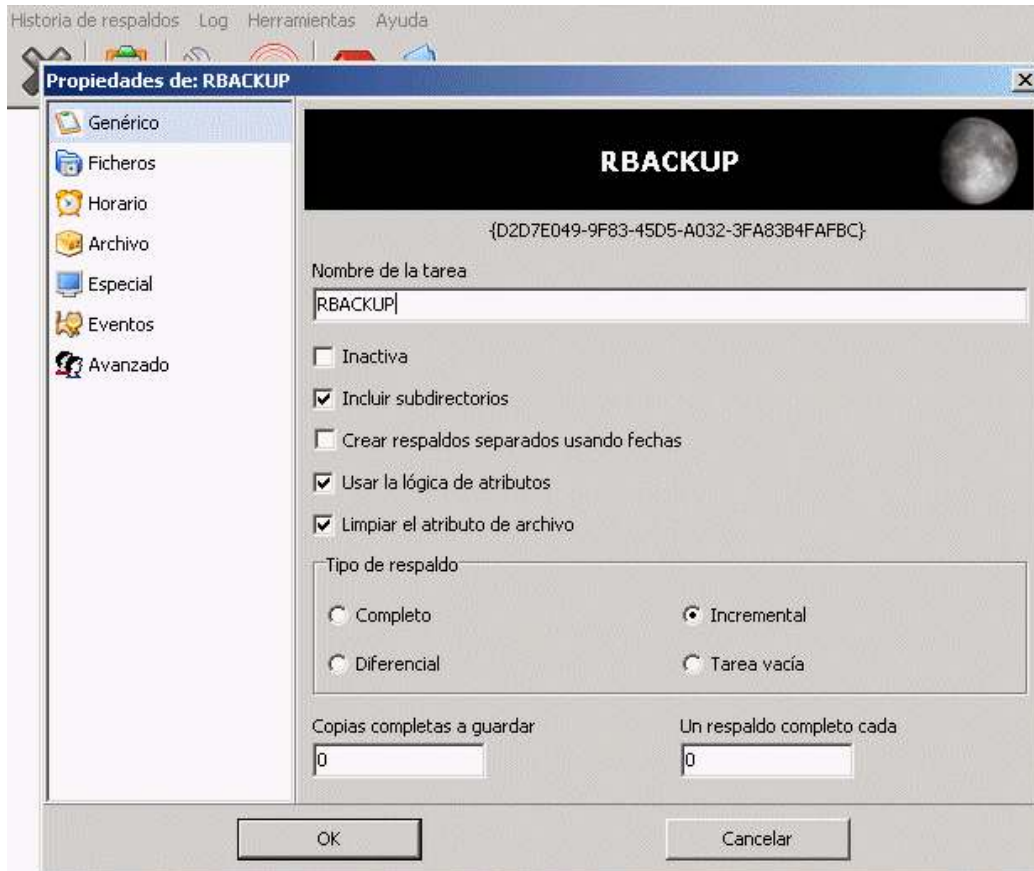 Historia de respaldos Log Herramientas Ayuda
Propiedades de: RBACKUP
Genérico
Ficheros
Horario
Archivo
Especial
Eventos
Avanzado
RBACKUP
{D2D7E049-9F83-45D5-A032-3FA83B4FAFBC}
Nombre de la tarea
RBACKUP
Inactiva
Incluir subdirectorios
Crear respaldos separados usando fechas
Usar la lógica de atributos
Limpiar el atributo de archivo
Tipo de respaldo
Completo Incremental
Diferencial Tarea vacía
Copias completas a guardar Un respaldo completo cada
0 0
OK Cancelar